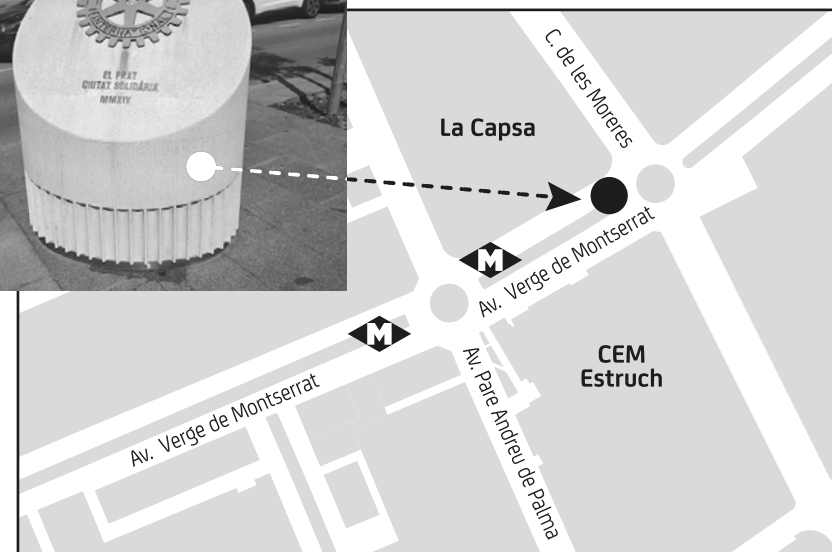 INTERNATIONAL
EL PRAT
CIUTAT SOLIDÀRIA
MMXIV
C. de les Moreres
La Capsa
M
Av. Verge de Montserrat
M
CEM
Estruch
Av. Verge de Montserrat
Av. Pare Andreu de Palma